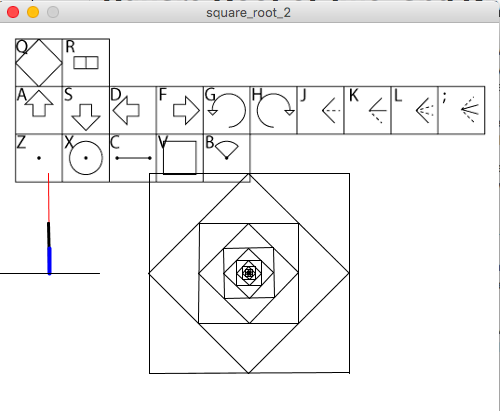 square_root_2
Q R
A S D F G H J K L ;
Z X C V B